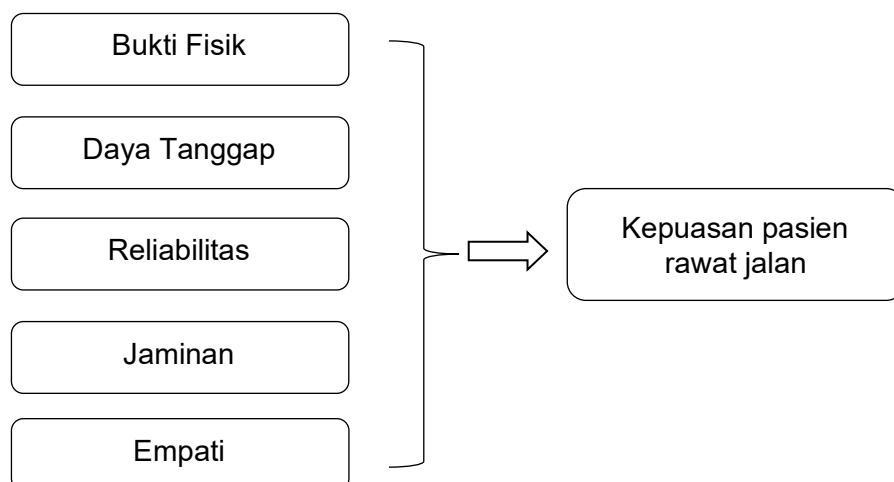 Bukti Fisik
Daya Tanggap
Reliabilitas
Jaminan
Empati
Kepuasan pasien
rawat jalan